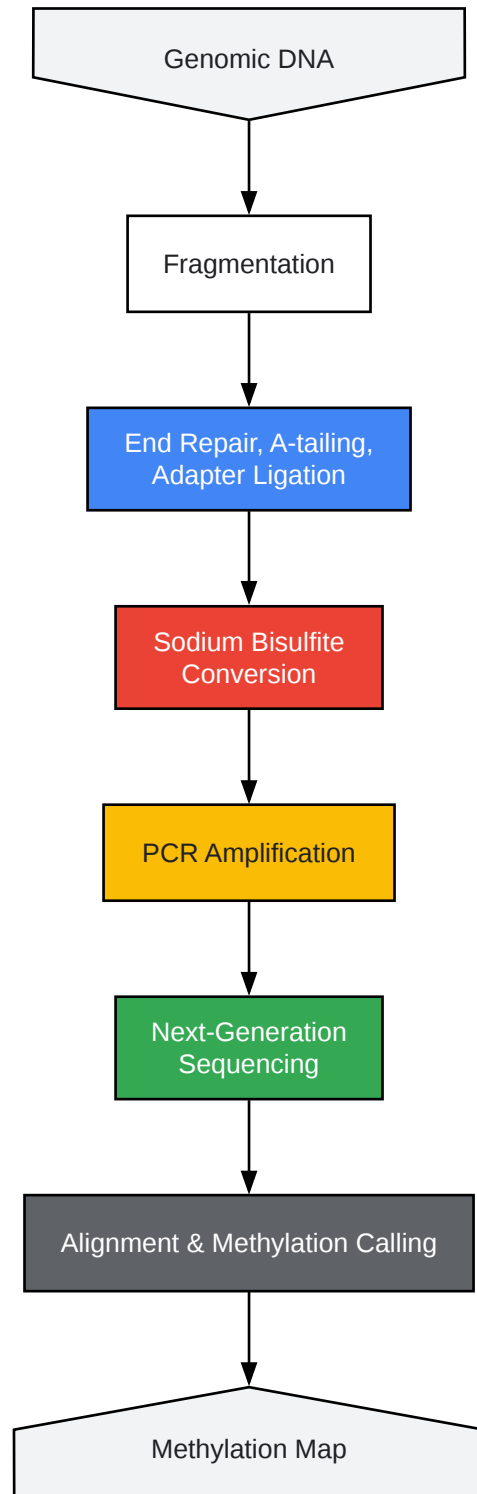 Genomic DNA
Fragmentation
End Repair, A-tailing,
Adapter Ligation
Sodium Bisulfite
Conversion
PCR Amplification
Next-Generation
Sequencing
Alignment & Methylation Calling
Methylation Map